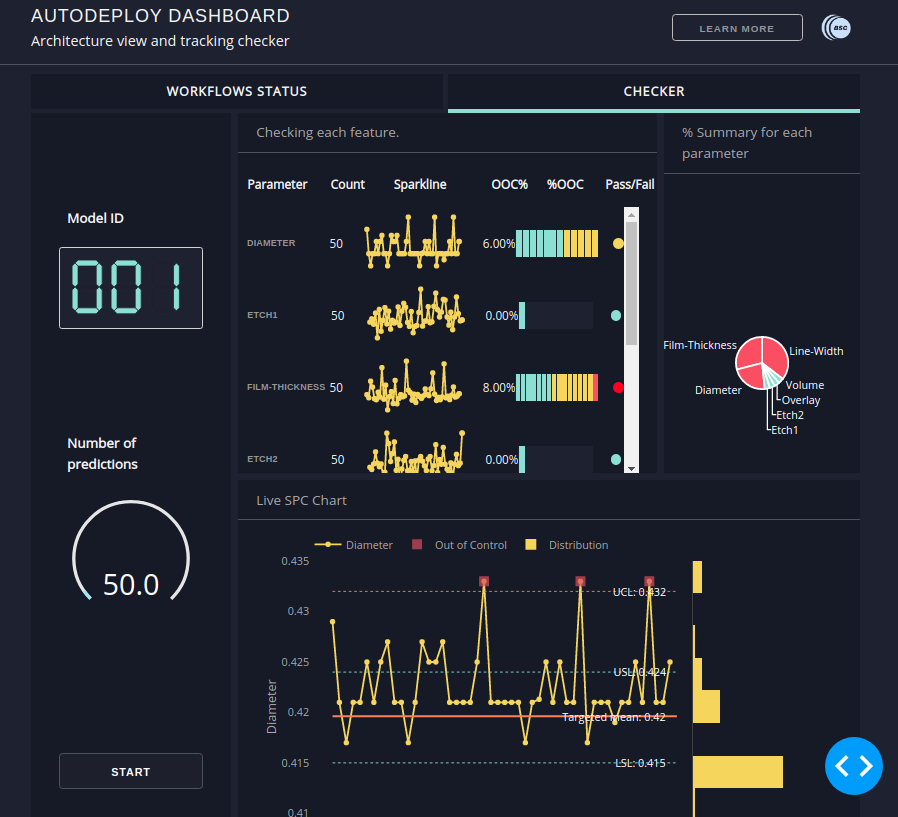 AUTODEPLOY DASHBOARD
Architecture view and tracking checker
LEARN MORE
asc
WORKFLOWS STATUS
CHECKER
Model ID
001
Number of
predictions
50.0
START
Checking each feature.
Parameter Count Sparkline OOC% %OOC Pass/Fail
DIAMETER 50 6.00%
ETCH1 50 0.00%
FILM-THICKNESS 50 8.00%
ETCH2 50 0.00%
% Summary for each
parameter
Film-Thickness
Line-Width
Diameter
Volume
Overlay
Etch2
Etch1
Live SPC Chart
Diameter Out of Control Distribution
0.435
0.43
0.425
0.42
0.415
0.41
Diameter
UCL: 0.432
USL: 0.424
Targeted Mean: 0.42
LSL: 0.415